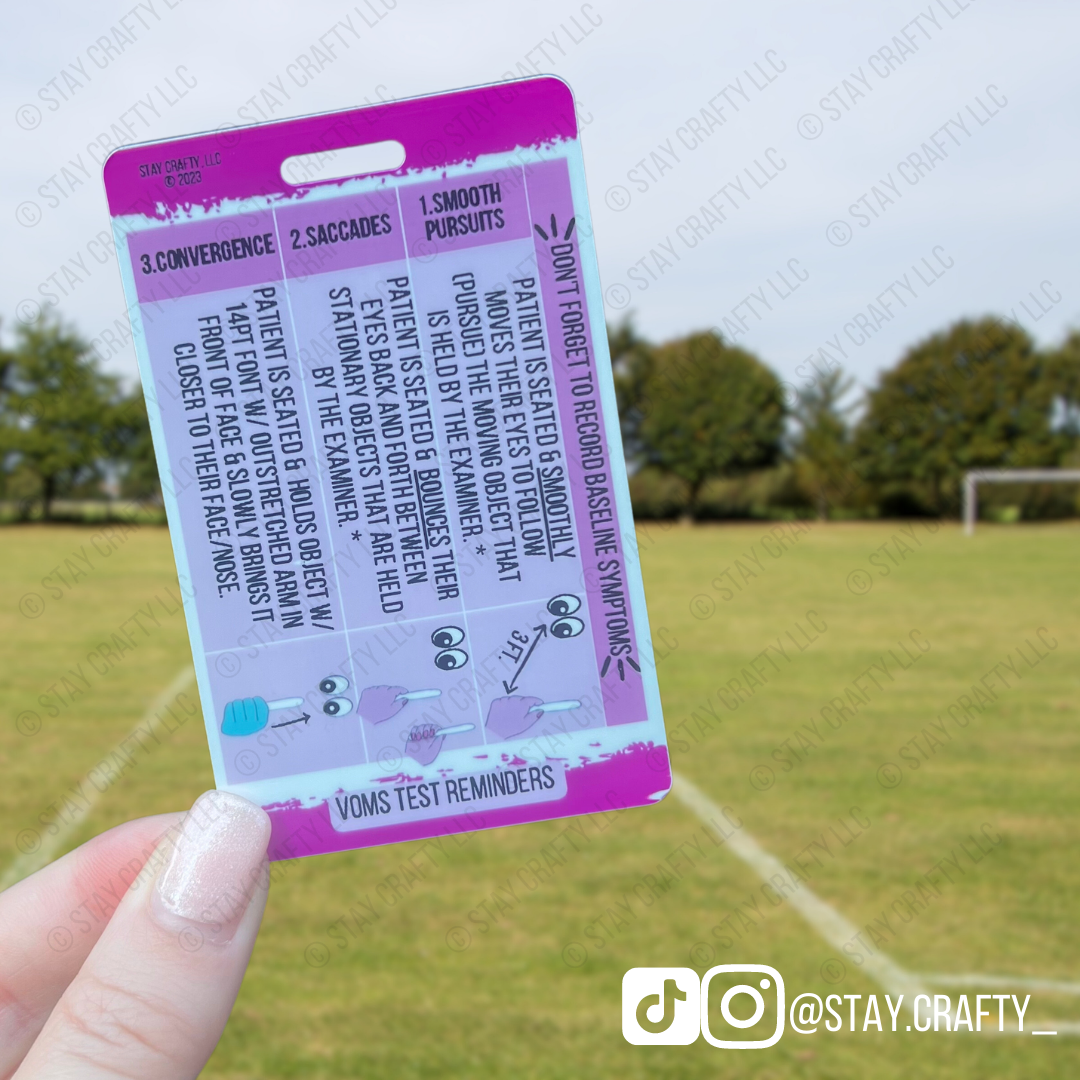 STAY CRAFTY, LLC
© 2023
DON'T FORGET TO RECORD BASELINE SYMPTOMS
1.SMOOTH
PURSUITS
PATIENT IS SEATED & SMOOTHLY
MOVES THEIR EYES TO FOLLOW
(PURSUE) THE MOVING OBJECT THAT
IS HELD BY THE EXAMINER. *
3FT.
2.SACCADES
PATIENT IS SEATED & BOUNCES THEIR
EYES BACK AND FORTH BETWEEN
STATIONARY OBJECTS THAT ARE HELD
BY THE EXAMINER. *
3.CONVERGENCE
PATIENT IS SEATED & HOLDS OBJECT W/
14PT FONT W/ OUTSTRETCHED ARM IN
FRONT OF FACE & SLOWLY BRINGS IT
CLOSER TO THEIR FACE/NOSE.
VOMS TEST REMINDERS
@STAY.CRAFTY_
© STAY CRAFTY LLC